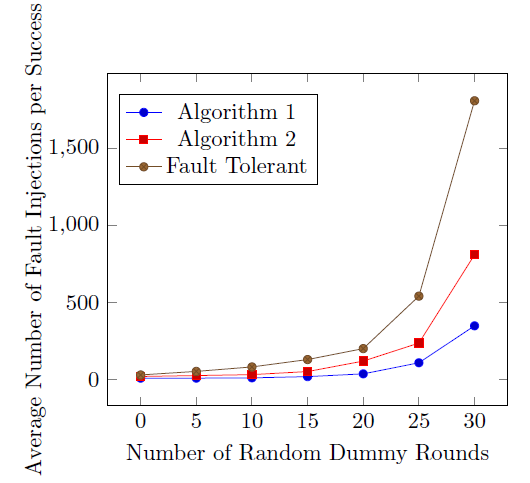 Average Number of Fault Injections per Success
Algorithm 1
Algorithm 2
Fault Tolerant
1,500
1,000
500
0
0 5 10 15 20 25 30
Number of Random Dummy Rounds